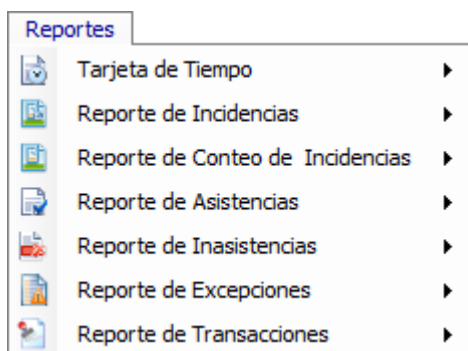 Reportes
Tarjeta de Tiempo
Reporte de Incidencias
Reporte de Conteo de Incidencias
Reporte de Asistencias
Reporte de Inasistencias
Reporte de Excepciones
Reporte de Transacciones